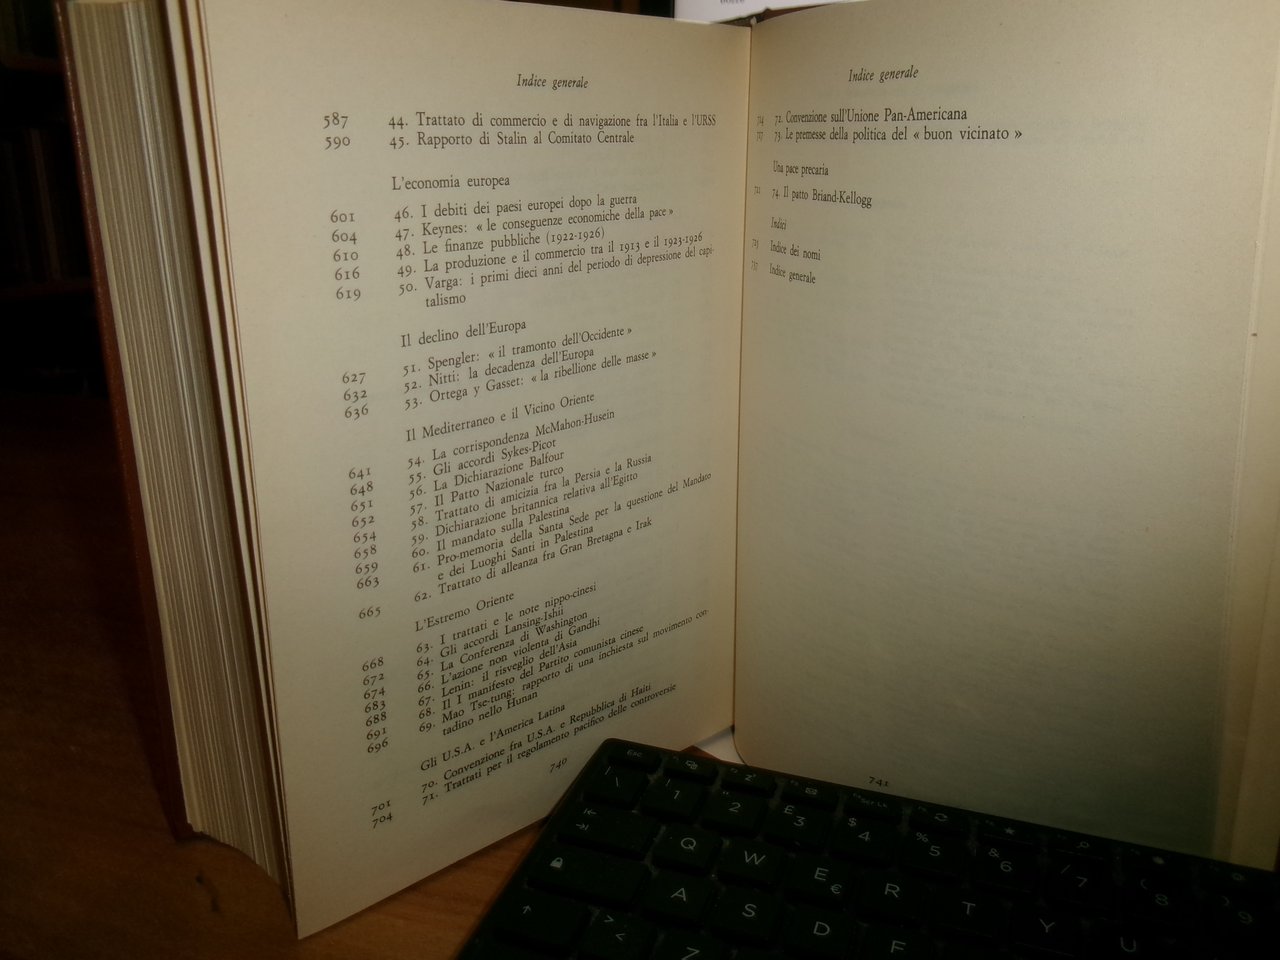 Indice generale
587 44. Trattato di commercio e di navigazione fra l'Italia e l'URSS
590 45. Rapporto di Stalin al Comitato Centrale
L'economia europea
601 46. I debiti dei paesi europei dopo la guerra
604 47. Keynes: « le conseguenze economiche della pace »
610 48. Le finanze pubbliche (1922-1926)
616 49. La produzione e il commercio tra il 1913 e il 1923-1926
619 50. Varga: i primi dieci anni del periodo di depressione del capi-
talismo
Il declino dell'Europa
627 51. Spengler: « il tramonto dell'Occidente »
632 52. Nitti: la decadenza dell'Europa
636 53. Ortega y Gasset: « la ribellione delle masse »
Il Mediterraneo e il Vicino Oriente
641 54. La corrispondenza McMahon-Husein
648 55. Gli accordi Sykes-Picot
651 56. La Dichiarazione Balfour
652 57. Il Patto Nazionale turco
654 58. Trattato di amicizia fra la Persia e la Russia
658 59. Dichiarazione britannica relativa all'Egitto
659 60. Il mandato sulla Palestina
663 61. Pro-memoria della Santa Sede per la questione del Mandato
e dei Luoghi Santi in Palestina
665 62. Trattato di alleanza fra Gran Bretagna e Irak
L'Estremo Oriente
668 63. I trattati e le note nippo-cinesi
672 64. Gli accordi Lansing-Ishii
674 65. La Conferenza di Washington
683 66. L'azione non violenta di Gandhi
688 67. Lenin: il risveglio dell'Asia
691 68. Il I manifesto del Partito comunista cinese
696 69. Mao Tse-tung: rapporto di una inchiesta sul movimento con-
tadino nello Hunan
Gli U.S.A. e l'America Latina
701 70. Convenzione fra U.S.A. e Repubblica di Haiti
704 71. Trattati per il regolamento pacifico delle controversie
740
Indice generale
714 72. Convenzione sull'Unione Pan-Americana
717 73. Le premesse della politica del « buon vicinato »
Una pace precaria
74. Il patto Briand-Kellogg
Indici
Indice dei nomi
Indice generale
741
Esc
\ 1 2 £ 3 $ 4 % 5 & 6 / 7 ( 8 ) 9
Q W E € R T Y U
A S D F
> <
Z